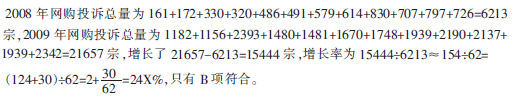 2008 年网购投诉总量为 161+172+330+320+486+491+579+614+830+707+797+726=6213
宗,2009 年网购投诉总量为 1182+1156+2393+1480+1481+1670+1748+1939+2190+2137+
1939+2342=21657 宗,增长了 21657-6213=15444 宗,增长率为 15444÷6213≈154÷62=
(124+30)÷62=2+30/62=24X%,只有 B 项符合。